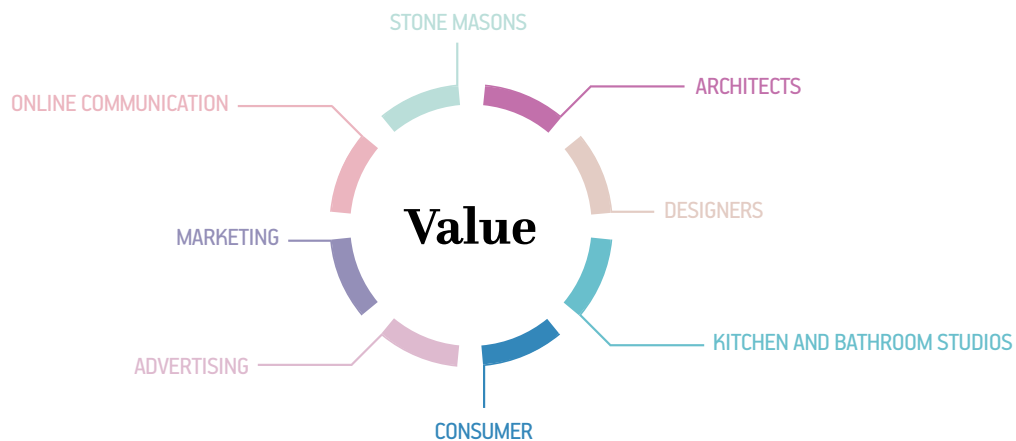 STONE MASONS
ARCHITECTS
ONLINE COMMUNICATION
DESIGNERS
Value
MARKETING
KITCHEN AND BATHROOM STUDIOS
ADVERTISING
CONSUMER